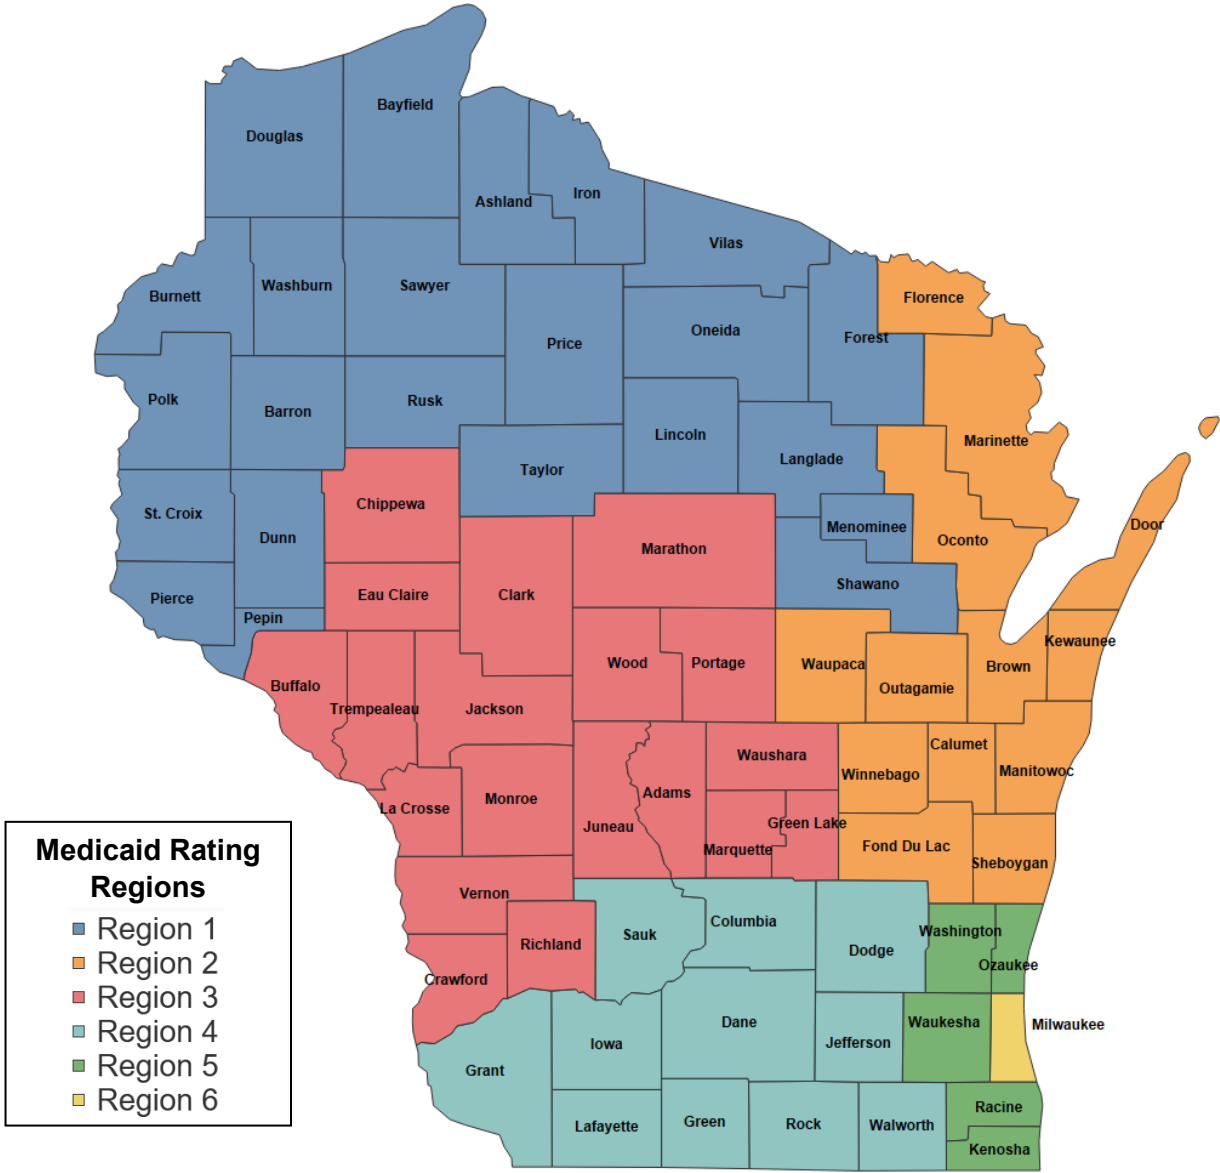 Bayfield
Douglas
Ashland
Iron
Vilas
Burnett
Washburn
Sawyer
Florence
Price
Oneida
Forest
Polk
Barron
Rusk
Lincoln
Marinette
Taylor
Langlade
Chippewa
St. Croix
Dunn
Menominee
Door
Marathon
Oconto
Pierce
Eau Claire
Clark
Shawano
Pepin
Kewaunee
Wood
Portage
Waupaca
Brown
Buffalo
Outagamie
Trempealeau
Jackson
Waushara
Calumet
Winnebago
Manitowoc
La Crosse
Monroe
Adams
Juneau
Green Lake
Marquette
Fond Du Lac
Sheboygan
Vernon
Richland
Sauk
Columbia
Dodge
Washington
Ozaukee
Crawford
Dane
Waukesha
Milwaukee
Iowa
Jefferson
Grant
Lafayette
Green
Rock
Walworth
Racine
Kenosha
Medicaid Rating
Regions
Region 1
Region 2
Region 3
Region 4
Region 5
Region 6